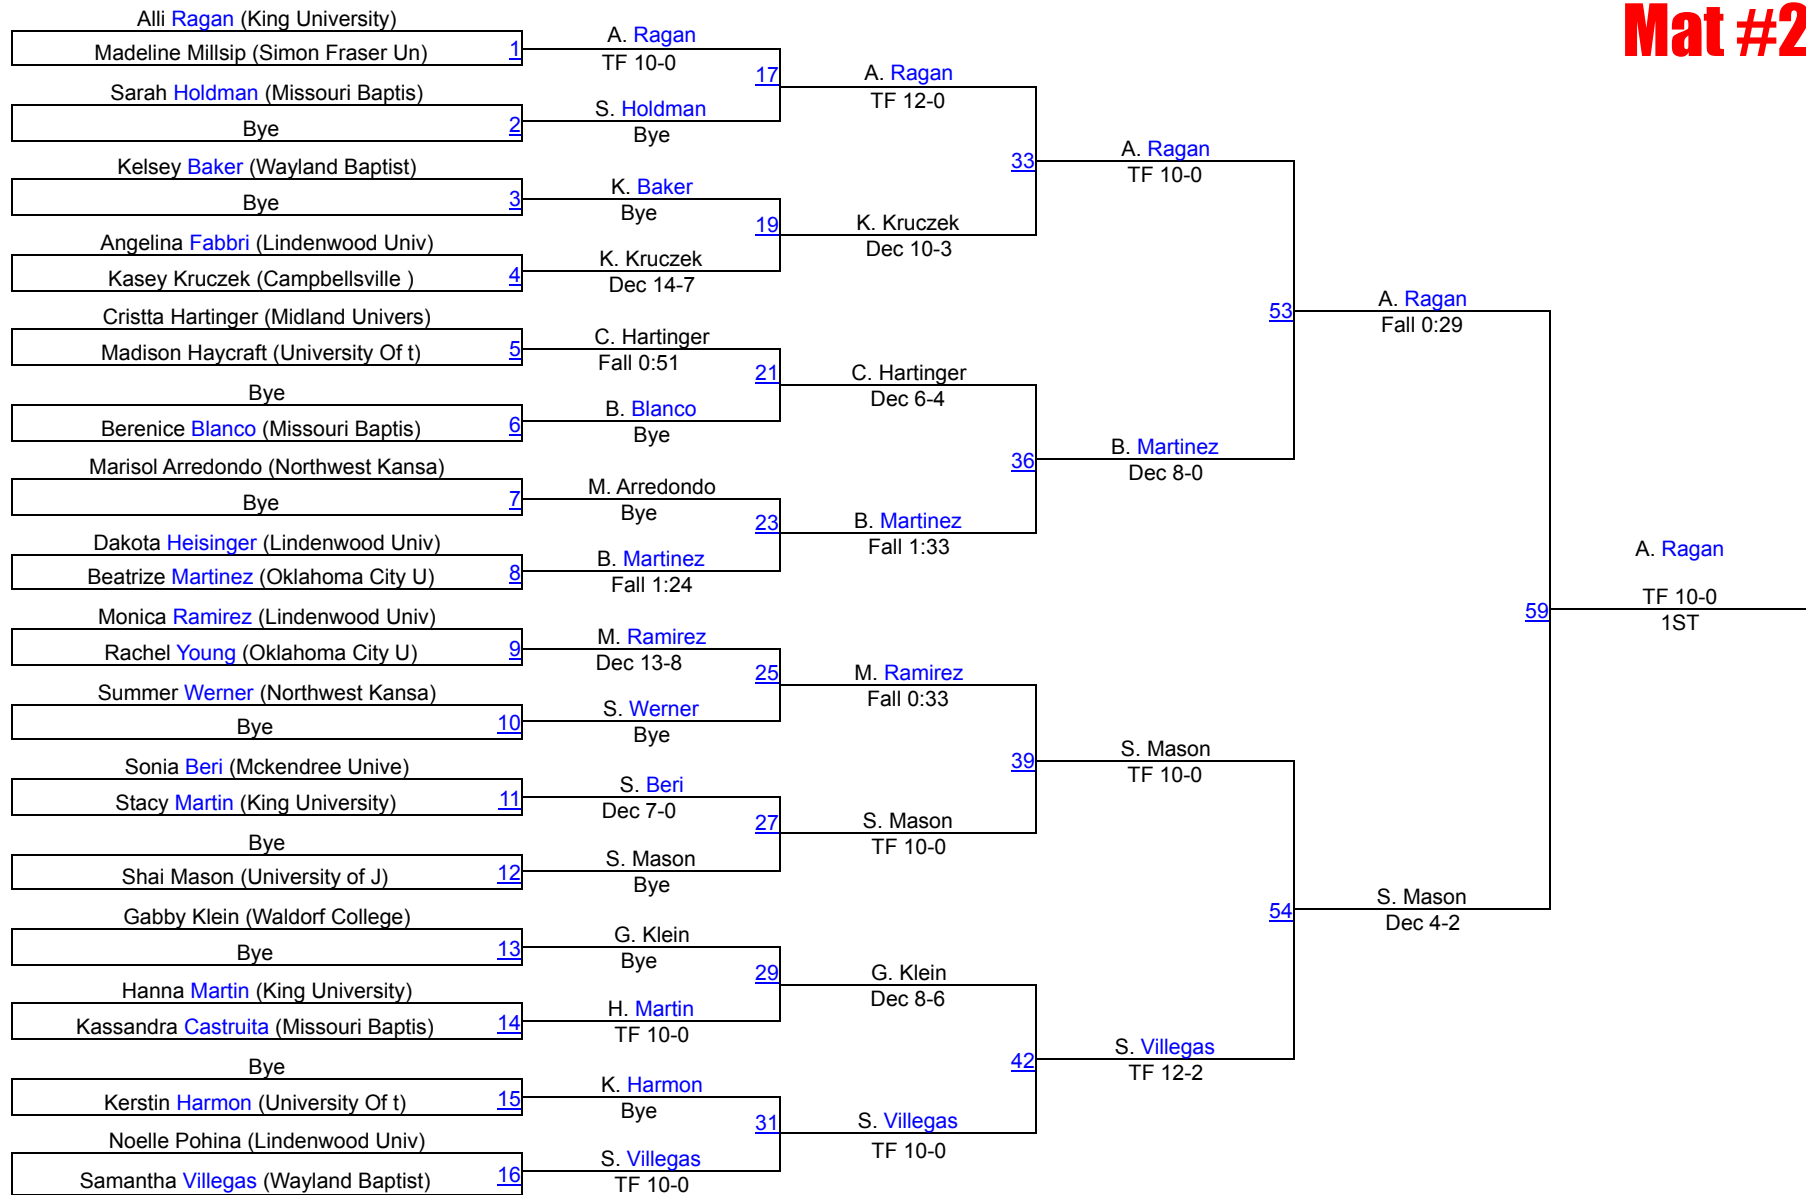 Mat #2
Alli Ragan (King University)
Madeline Millsip (Simon Fraser Un)
1
Sarah Holdman (Missouri Baptis)
Bye
2
Kelsey Baker (Wayland Baptist)
Bye
3
Angelina Fabbri (Lindenwood Univ)
Kasey Kruczek (Campbellsville )
4
Cristta Hartinger (Midland Univers)
Madison Haycraft (University Of t)
5
Bye
Berenice Blanco (Missouri Baptis)
6
Marisol Arredondo (Northwest Kansa)
Bye
7
Dakota Heisinger (Lindenwood Univ)
Beatrize Martinez (Oklahoma City U)
8
Monica Ramirez (Lindenwood Univ)
Rachel Young (Oklahoma City U)
9
Summer Werner (Northwest Kansa)
Bye
10
Sonia Beri (Mckendree Unive)
Stacy Martin (King University)
11
Bye
Shai Mason (University of J)
12
Gabby Klein (Waldorf College)
Bye
13
Hanna Martin (King University)
Kassandra Castruita (Missouri Baptis)
14
Bye
Kerstin Harmon (University Of t)
15
Noelle Pohina (Lindenwood Univ)
Samantha Villegas (Wayland Baptist)
16
A. Ragan
TF 10-0
17
S. Holdman
Bye
K. Baker
Bye
19
K. Kruczek
Dec 14-7
C. Hartinger
Fall 0:51
21
B. Blanco
Bye
M. Arredondo
Bye
23
B. Martinez
Fall 1:24
M. Ramirez
Dec 13-8
25
S. Werner
Bye
S. Beri
Dec 7-0
27
S. Mason
Bye
G. Klein
Bye
29
H. Martin
TF 10-0
K. Harmon
Bye
31
S. Villegas
TF 10-0
A. Ragan
TF 12-0
33
K. Kruczek
Dec 10-3
C. Hartinger
Dec 6-4
36
B. Martinez
Fall 1:33
M. Ramirez
Fall 0:33
39
S. Mason
TF 10-0
G. Klein
Dec 8-6
42
S. Villegas
TF 10-0
A. Ragan
TF 10-0
53
B. Martinez
Dec 8-0
S. Mason
TF 10-0
54
S. Villegas
TF 12-2
A. Ragan
Fall 0:29
59
S. Mason
Dec 4-2
A. Ragan
TF 10-0
1ST